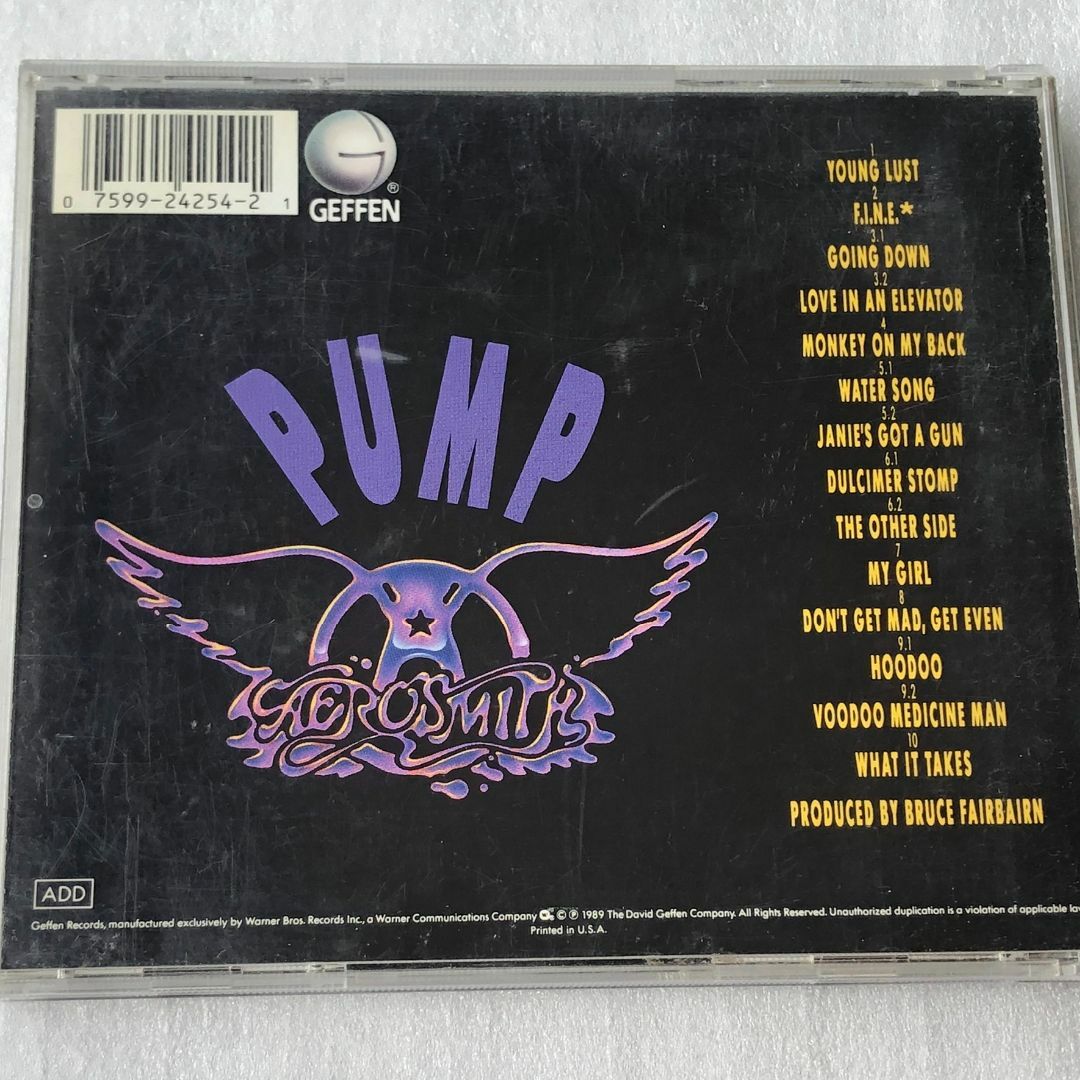 0 7599-24254-2 1
®
GEFFEN
1
YOUNG LUST
2
F.I.N.E.*
3.1
GOING DOWN
3.2
LOVE IN AN ELEVATOR
4
MONKEY ON MY BACK
5.1
WATER SONG
5.2
JANIE'S GOT A GUN
6.1
DULCIMER STOMP
6.2
THE OTHER SIDE
7
MY GIRL
8
DON'T GET MAD, GET EVEN
9.1
HOODOO
9.2
VOODOO MEDICINE MAN
10
WHAT IT TAKES
PRODUCED BY BRUCE FAIRBAIRN
PUMP
AEROSMITH
ADD
Geffen Records, manufactured exclusively by Warner Bros. Records Inc., a Warner Communications Company © ℗ 1989 The David Geffen Company. All Rights Reserved. Unauthorized duplication is a violation of applicable
Printed in U.S.A.